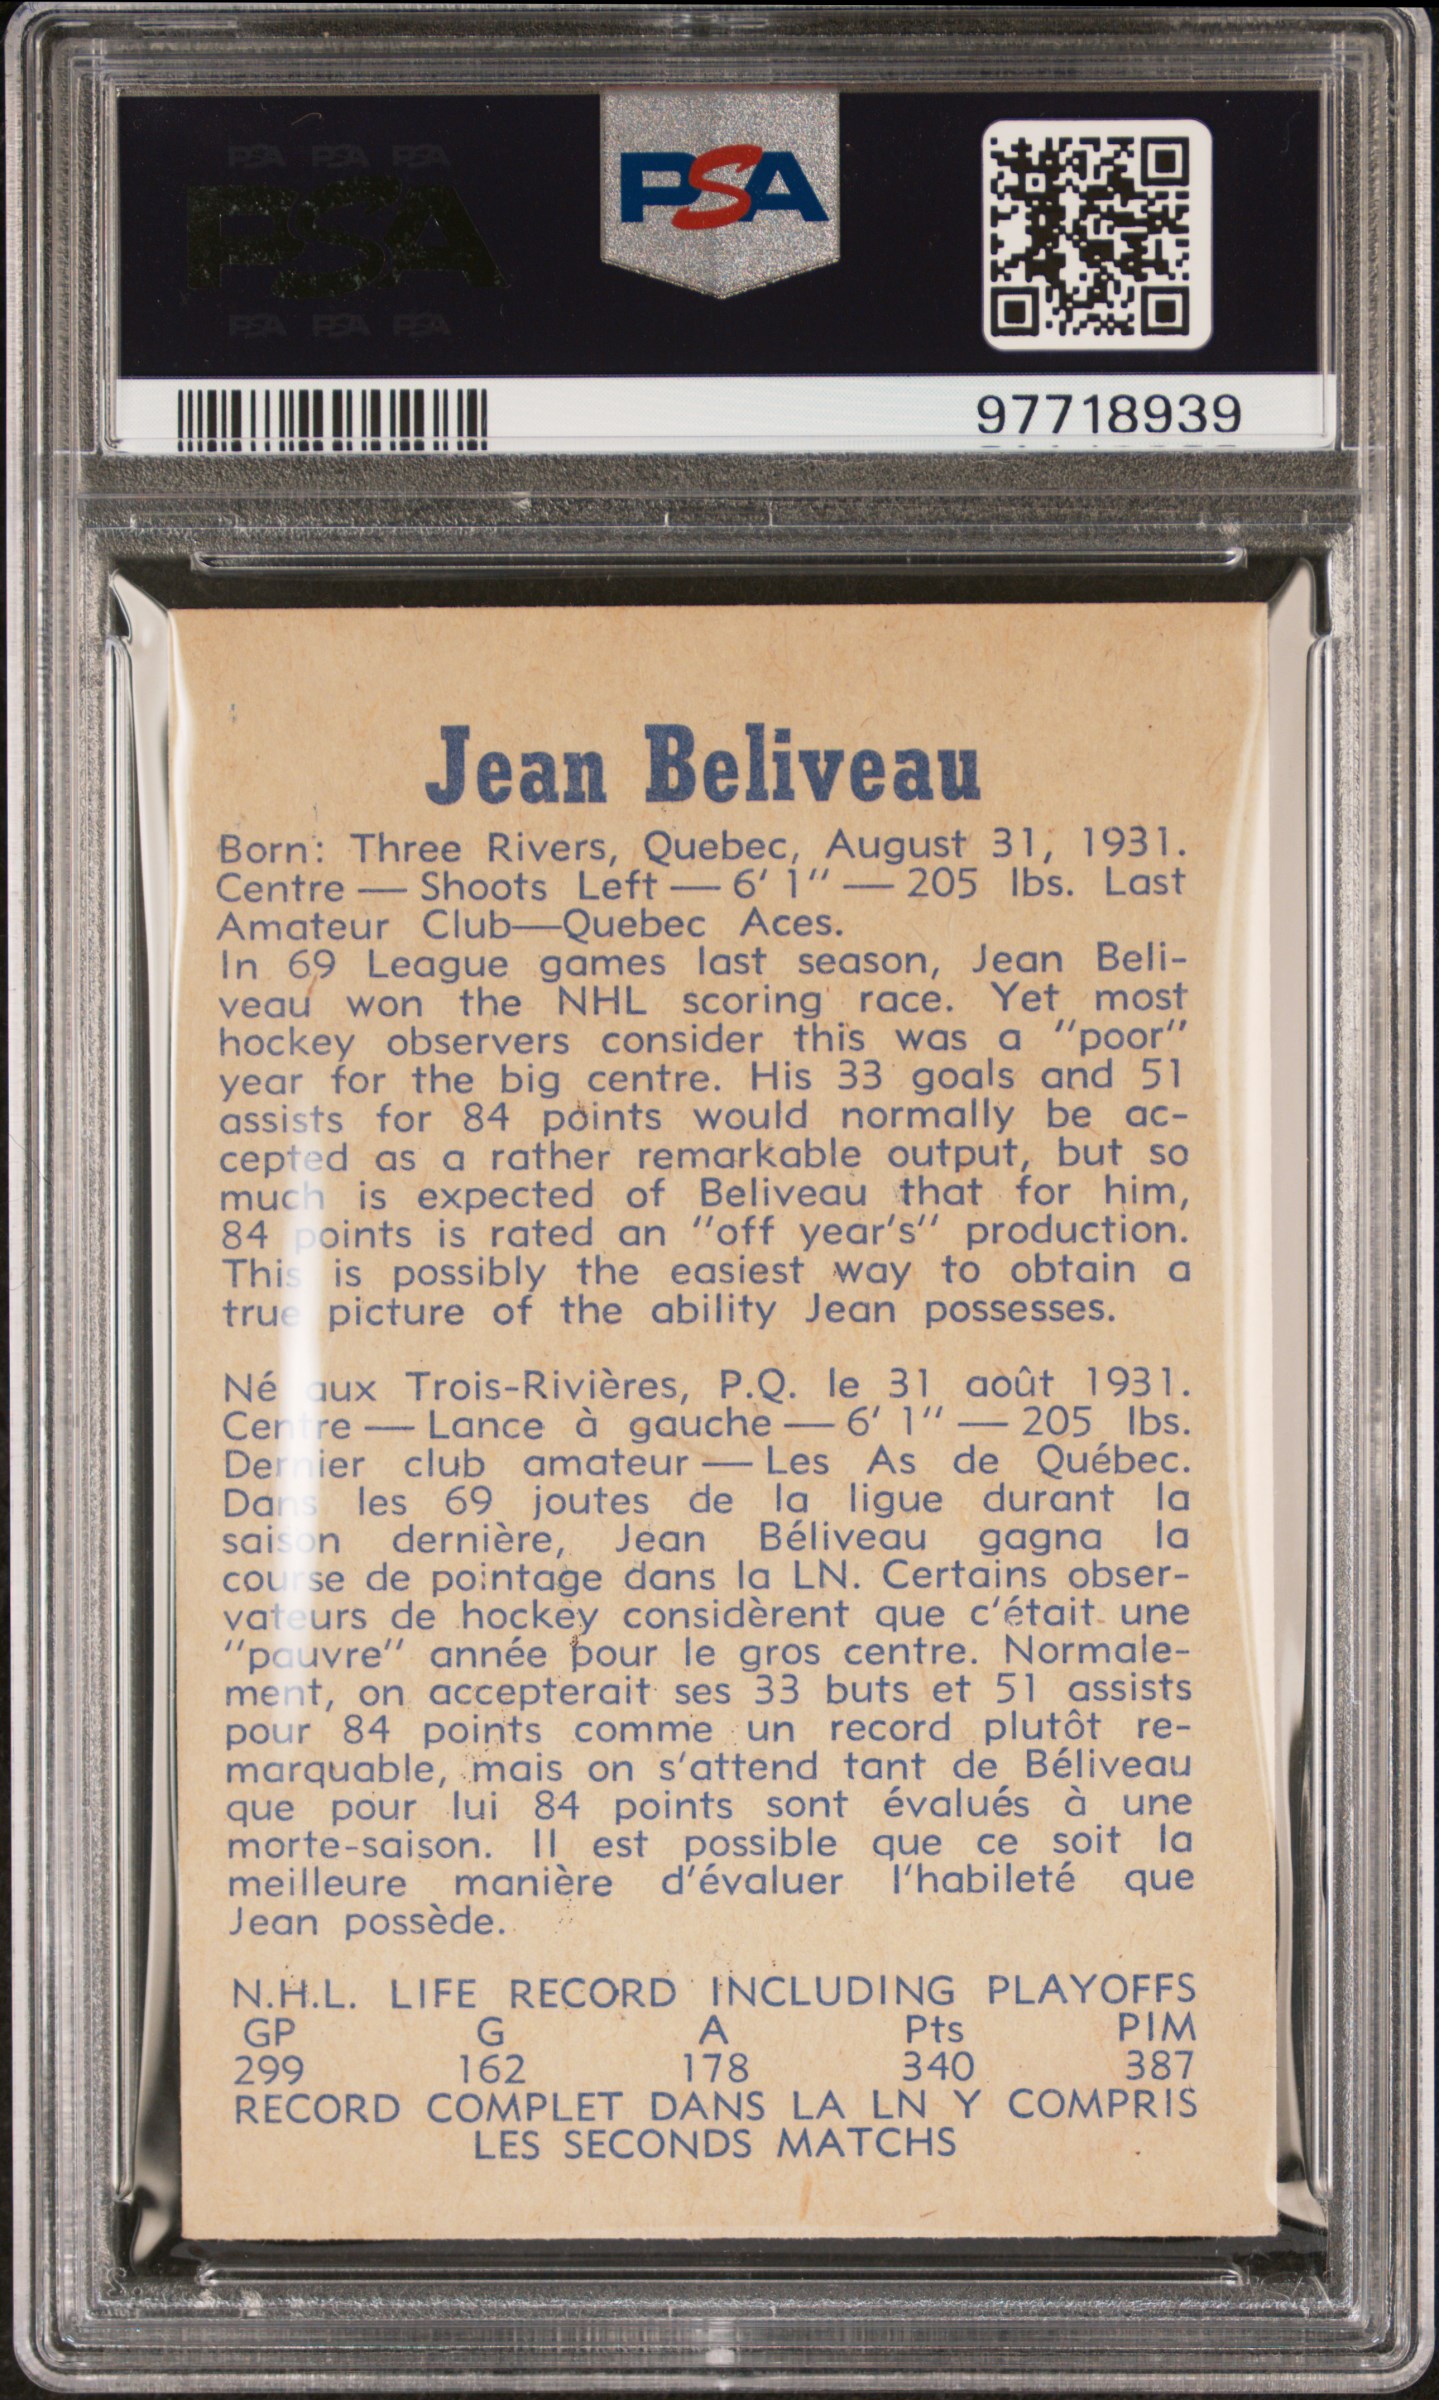 PSA PSA PSA
PSA
PSA PSA PSA
PSA
97718939
Jean Beliveau
Born: Three Rivers, Quebec, August 31, 1931.
Centre — Shoots Left — 6' 1" — 205 lbs. Last
Amateur Club—Quebec Aces.
In 69 League games last season, Jean Beli-
veau won the NHL scoring race. Yet most
hockey observers consider this was a "poor"
year for the big centre. His 33 goals and 51
assists for 84 points would normally be ac-
cepted as a rather remarkable output, but so
much is expected of Beliveau that for him,
84 points is rated an "off year's" production.
This is possibly the easiest way to obtain a
true picture of the ability Jean possesses.
Né aux Trois-Rivières, P.Q. le 31 août 1931.
Centre — Lance à gauche — 6' 1" — 205 lbs.
Dernier club amateur — Les As de Québec.
Dans les 69 joutes de la ligue durant la
saison dernière, Jean Béliveau gagna la
course de pointage dans la LN. Certains obser-
vateurs de hockey considèrent que c'était une
"pauvre" année pour le gros centre. Normale-
ment, on accepterait ses 33 buts et 51 assists
pour 84 points comme un record plutôt re-
marquable, mais on s'attend tant de Béliveau
que pour lui 84 points sont évalués à une
morte-saison. Il est possible que ce soit la
meilleure manière d'évaluer l'habileté que
Jean possède.
N.H.L. LIFE RECORD INCLUDING PLAYOFFS
GP G A Pts PIM
299 162 178 340 387
RECORD COMPLET DANS LA LN Y COMPRIS
LES SECONDS MATCHS